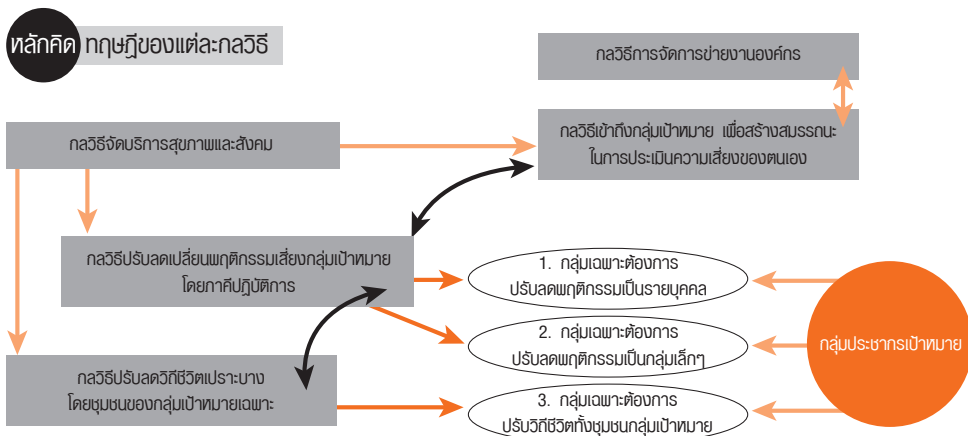 หลักคิด ทฤษฎีของแต่ละกลวิธี
กลวิธีการจัดการข่ายงานองค์กร
กลวิธีจัดบริการสุขภาพและสังคม
กลวิธีเข้าถึงกลุ่มเป้าหมาย เพื่อสร้างสมรรถนะ
ในการประเมินความเสี่ยงของตนเอง
กลวิธีปรับลดเปลี่ยนพฤติกรรมเสี่ยงกลุ่มเป้าหมาย
โดยภาคีปฏิบัติการ
1. กลุ่มเฉพาะต้องการ
ปรับลดพฤติกรรมเป็นรายบุคคล
2. กลุ่มเฉพาะต้องการ
ปรับลดพฤติกรรมเป็นกลุ่มเล็กๆ
กลุ่มประชากรเป้าหมาย
กลวิธีปรับลดวิถีชีวิตเปราะบาง
โดยชุมชนของกลุ่มเป้าหมายเฉพาะ
3. กลุ่มเฉพาะต้องการ
ปรับวิถีชีวิตทั้งชุมชนกลุ่มเป้าหมาย